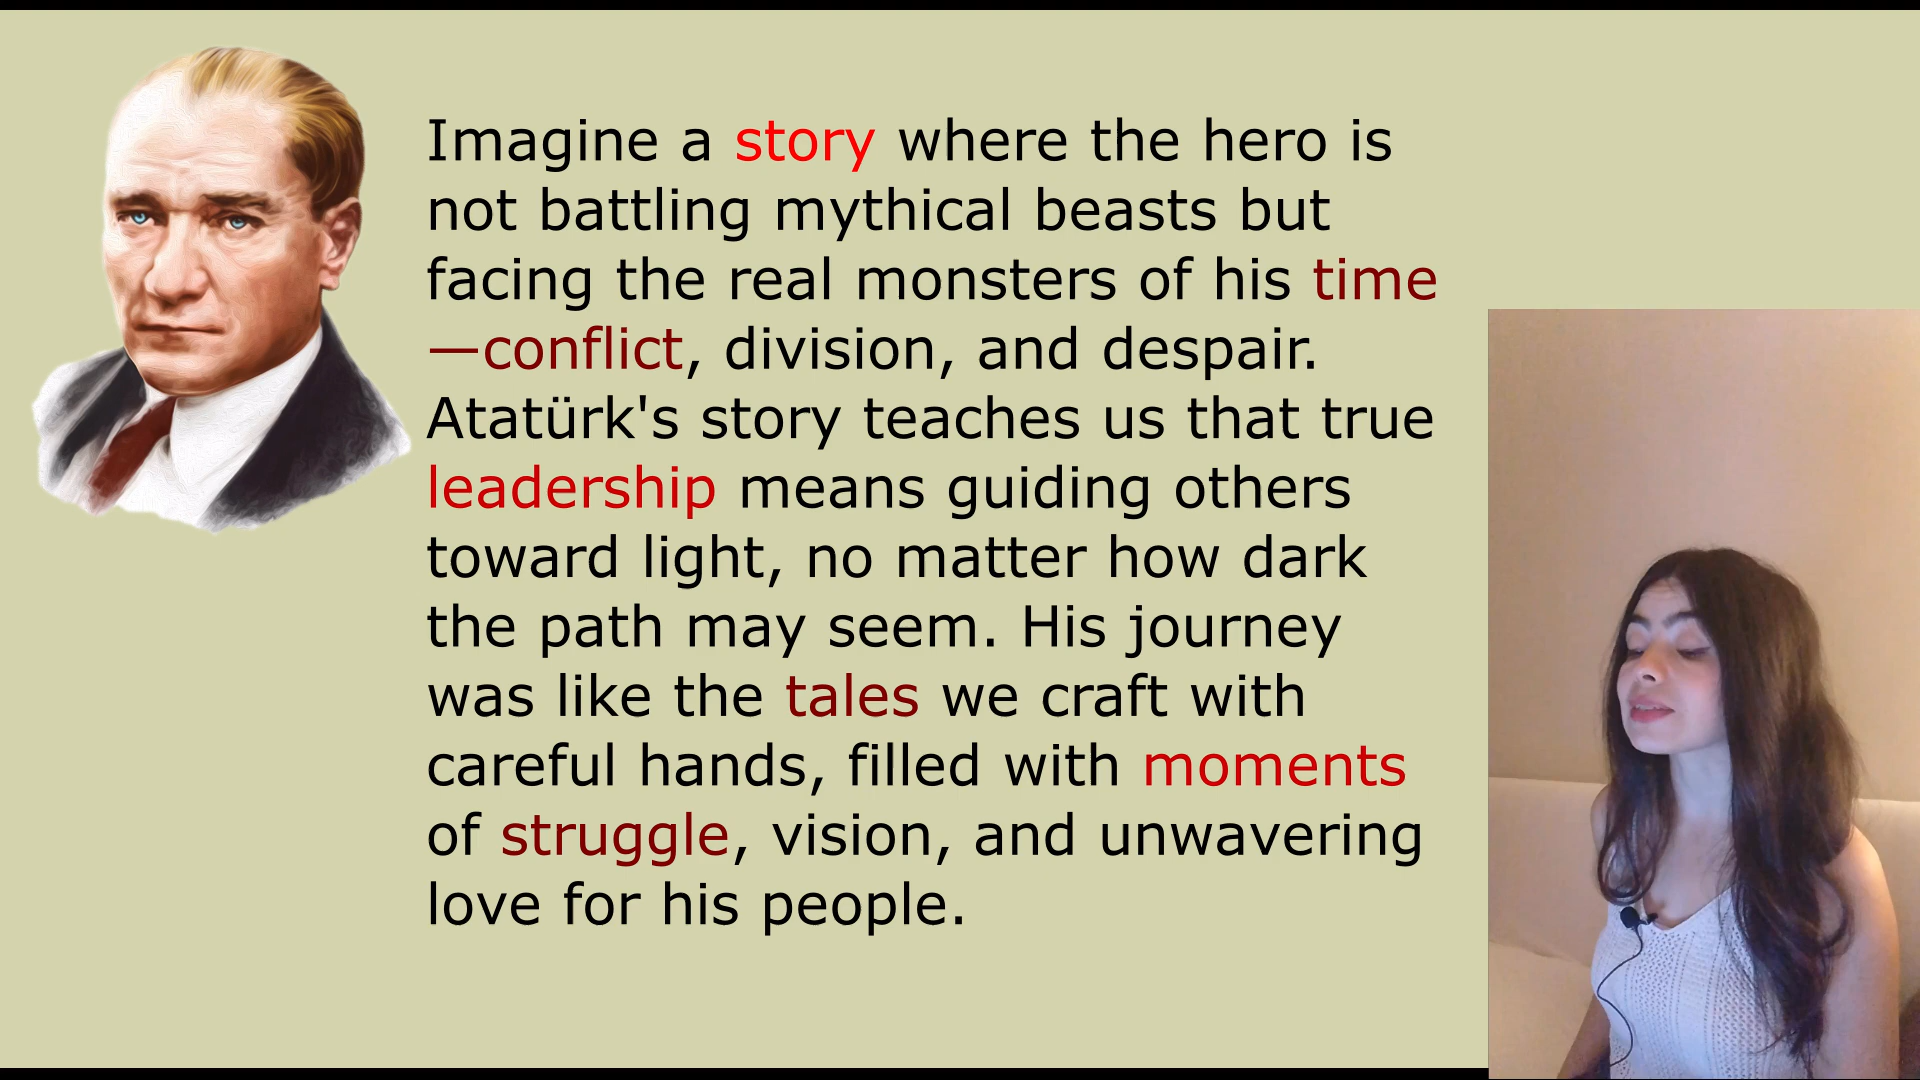 Imagine a story where the hero is
not battling mythical beasts but
facing the real monsters of his time
—conflict, division, and despair.
Atatürk's story teaches us that true
leadership means guiding others
toward light, no matter how dark
the path may seem. His journey
was like the tales we craft with
careful hands, filled with moments
of struggle, vision, and unwavering
love for his people.